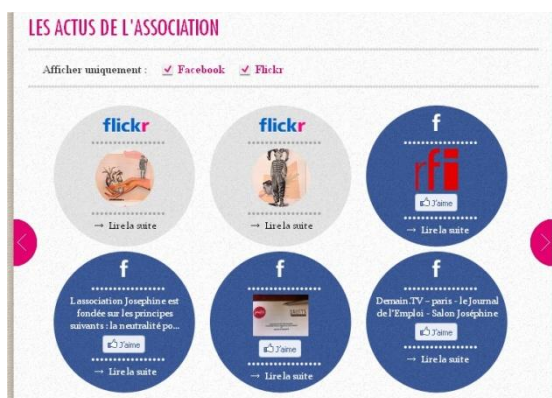 LES ACTUS DE L'ASSOCIATION
Afficher uniquement : Facebook Flickr
flickr
→ Lire la suite
flickr
→ Lire la suite
f
rfi
J'aime
→ Lire la suite
f
L association Josephine est
fondée sur les principes
suivants : la neutralité po...
J'aime
→ Lire la suite
f
J'aime
→ Lire la suite
f
Demain.TV – paris - le Journal
de l'Emploi - Salon Joséphine
J'aime
→ Lire la suite